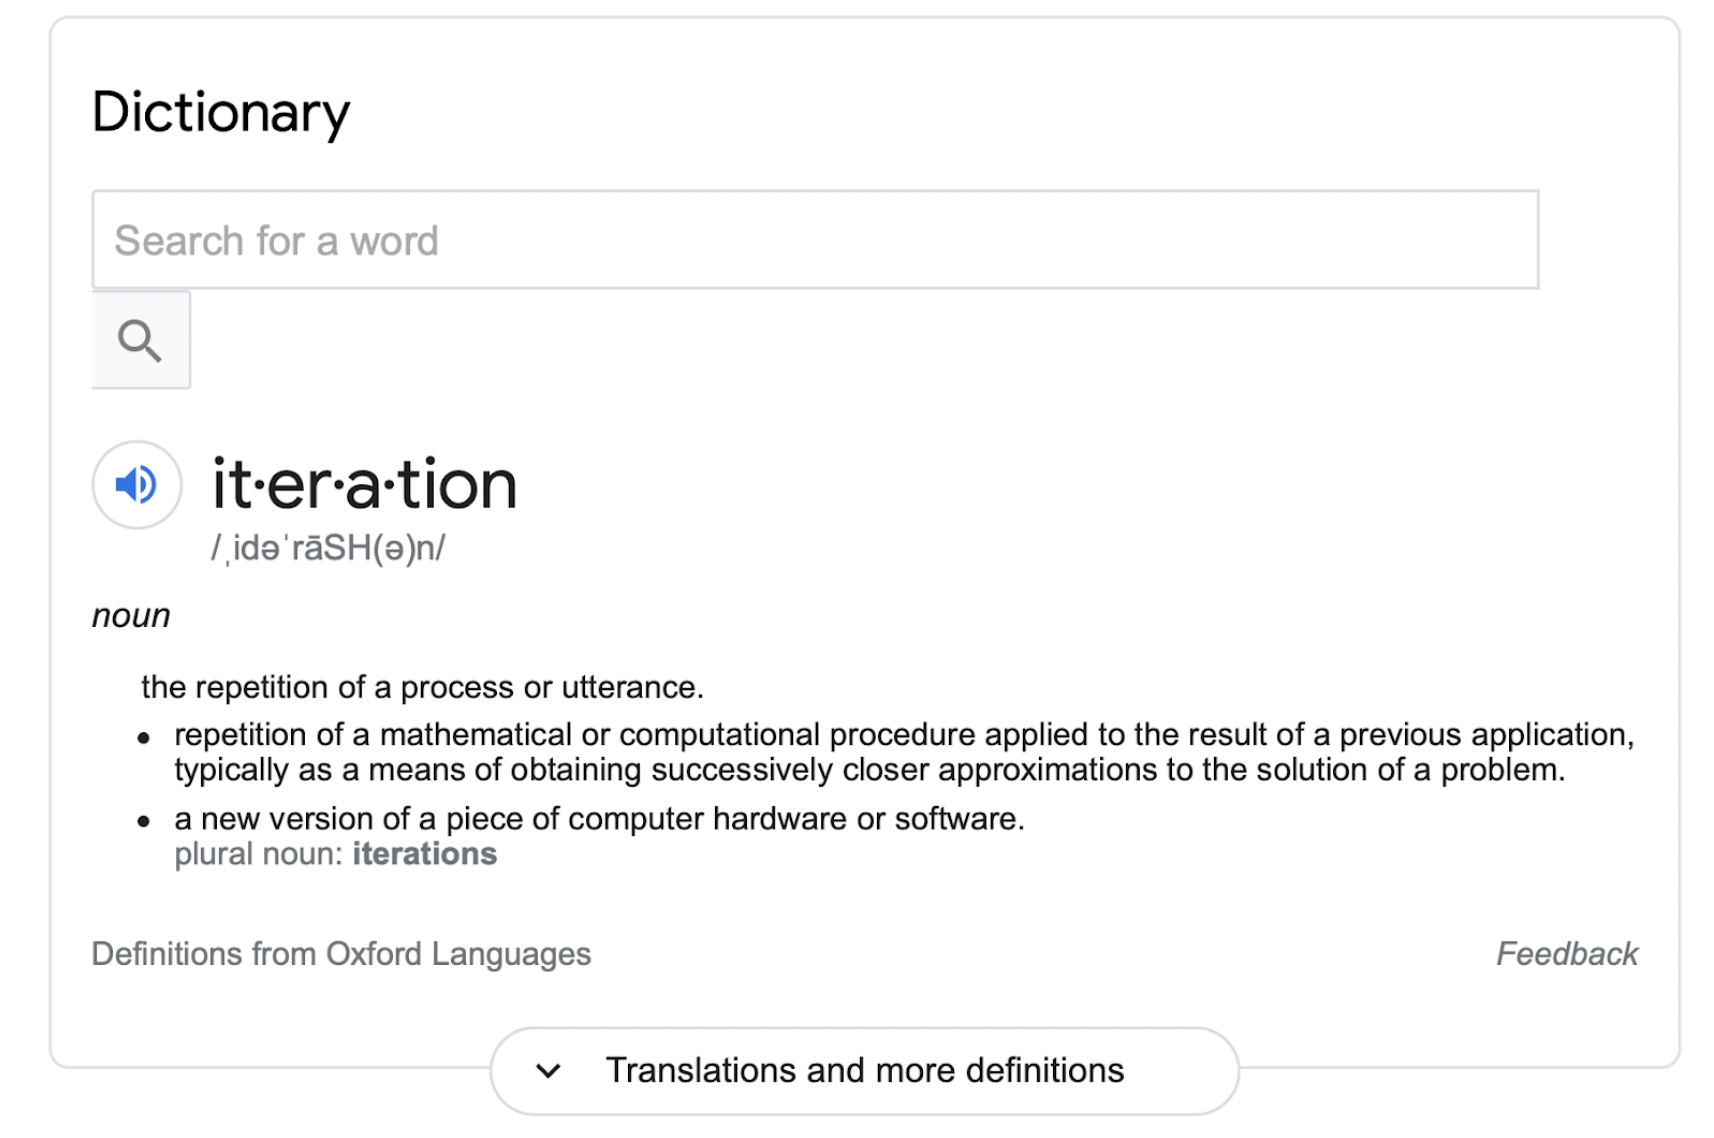 Dictionary
Search for a word
it·er·a·tion
/ˌidəˈrāSH(ə)n/
noun
the repetition of a process or utterance.
• repetition of a mathematical or computational procedure applied to the result of a previous application,
typically as a means of obtaining successively closer approximations to the solution of a problem.
• a new version of a piece of computer hardware or software.
plural noun: iterations
Definitions from Oxford Languages
Feedback
Translations and more definitions